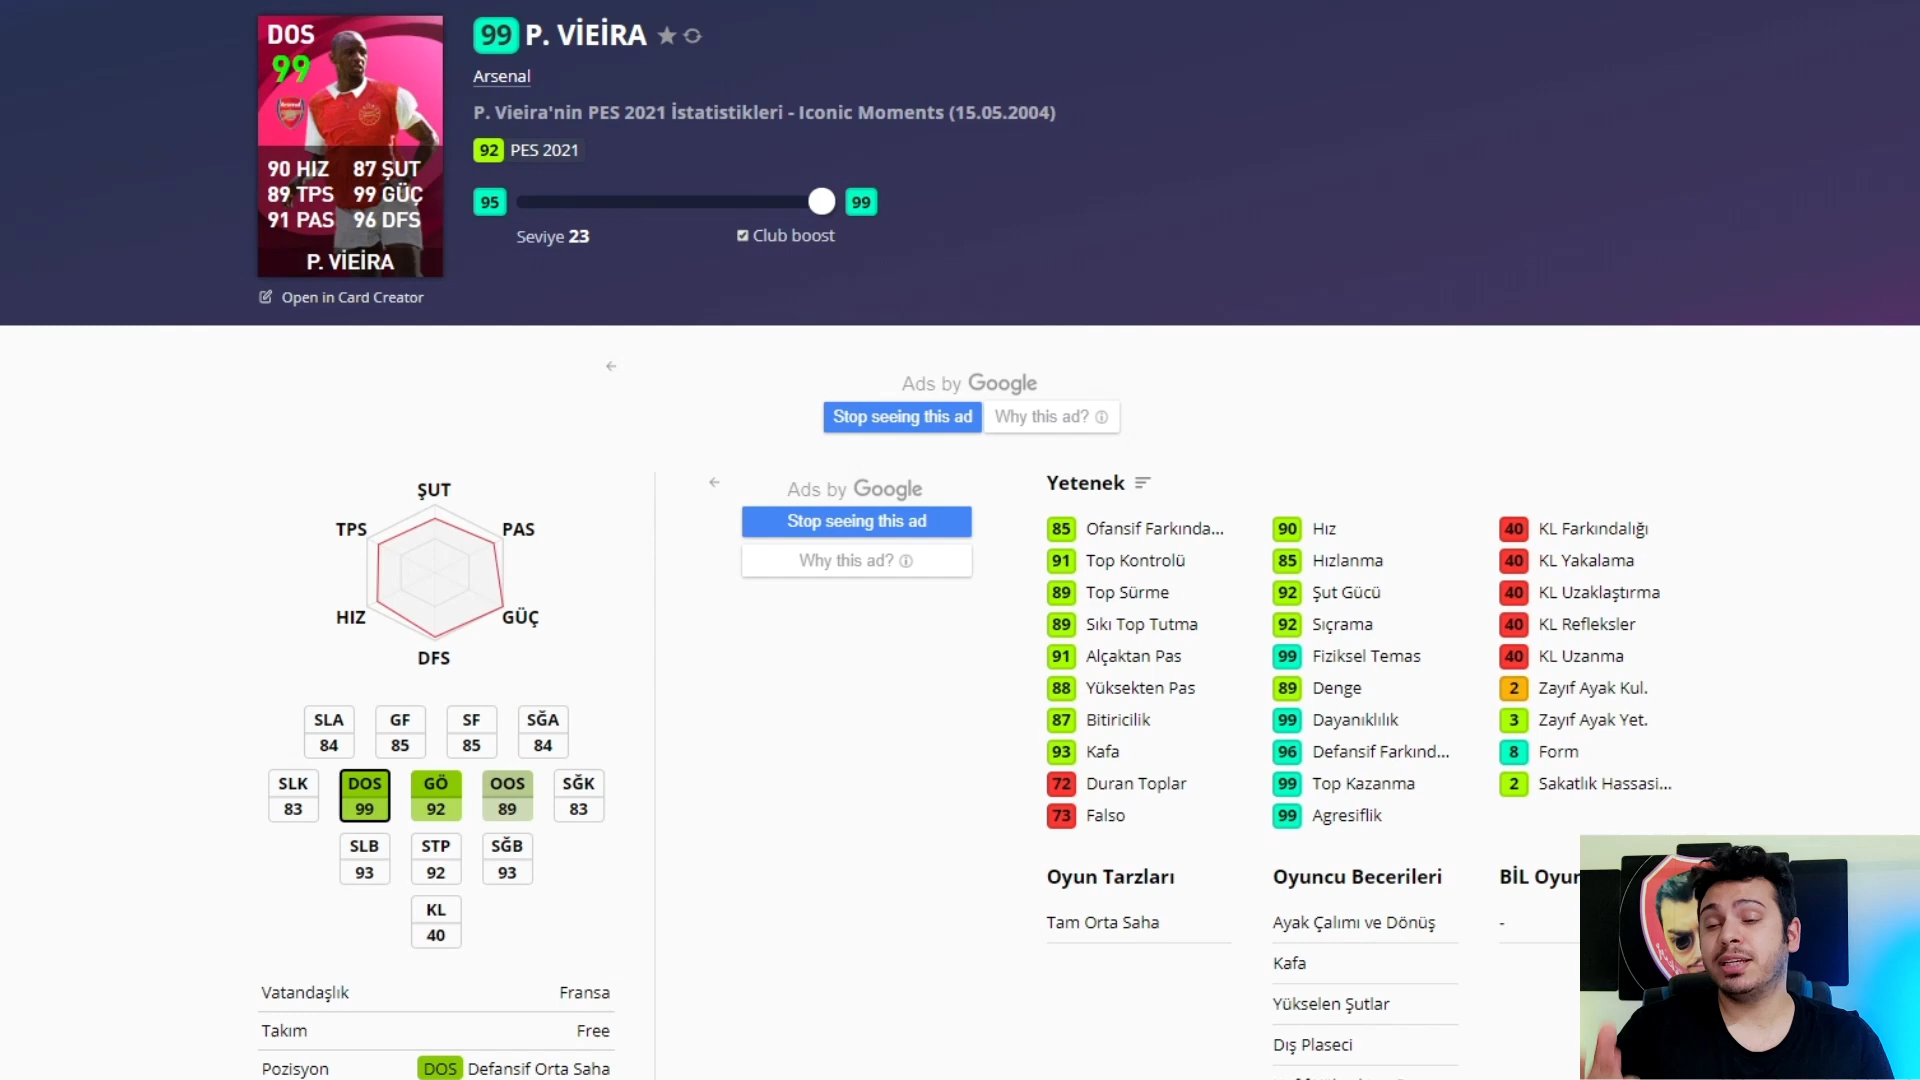 DOS
99
Arsenal
90 HIZ 87 ŞUT
89 TPS 99 GÜÇ
91 PAS 96 DFS
P. VİEİRA
Open in Card Creator
99 P. VİEİRA
Arsenal
P. Vieira'nin PES 2021 İstatistikleri - Iconic Moments (15.05.2004)
92 PES 2021
95 99
Seviye 23 Club boost
Ads by Google
Stop seeing this ad Why this ad?
ŞUT
TPS PAS
HIZ GÜÇ
DFS
SLA GF SF SĞA
84 85 85 84
SLK DOS GÖ OOS SĞK
83 99 92 89 83
SLB STP SĞB
93 92 93
KL
40
Vatandaşlık Fransa
Takım Free
Pozisyon DOS Defansif Orta Saha
Ads by Google
Stop seeing this ad
Why this ad?
Yetenek
85 Ofansif Farkında...
91 Top Kontrolü
89 Top Sürme
89 Sıkı Top Tutma
91 Alçaktan Pas
88 Yüksekten Pas
87 Bitiricilik
93 Kafa
72 Duran Toplar
73 Falso
90 Hız
85 Hızlanma
92 Şut Gücü
92 Sıçrama
99 Fiziksel Temas
89 Denge
99 Dayanıklılık
96 Defansif Farkınd...
99 Top Kazanma
99 Agresiflik
40 KL Farkındalığı
40 KL Yakalama
40 KL Uzaklaştırma
40 KL Refleksler
40 KL Uzanma
2 Zayıf Ayak Kul.
3 Zayıf Ayak Yet.
8 Form
2 Sakatlık Hassasi...
Oyun Tarzları
Tam Orta Saha
Oyuncu Becerileri
Ayak Çalımı ve Dönüş
Kafa
Yükselen Şutlar
Dış Plaseci
BİL Oyun
-